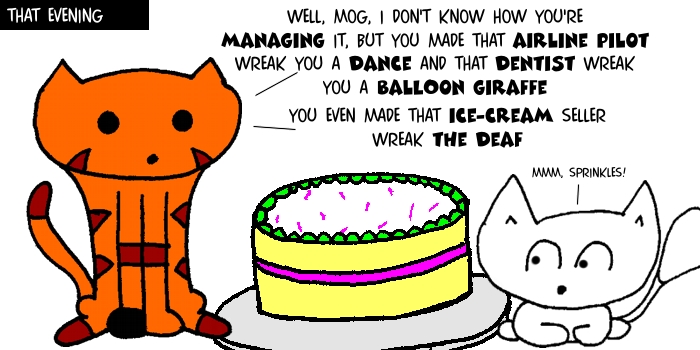 THAT EVENING
WELL, MOG, I DON'T KNOW HOW YOU'RE
MANAGING IT, BUT YOU MADE THAT AIRLINE PILOT
WREAK YOU A DANCE AND THAT DENTIST WREAK
YOU A BALLOON GIRAFFE
YOU EVEN MADE THAT ICE-CREAM SELLER
WREAK THE DEAF
MMM, SPRINKLES!